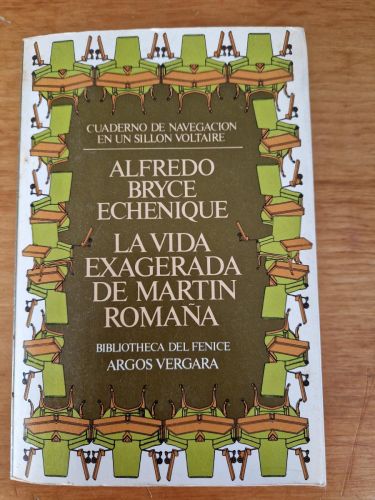 CUADERNO DE NAVEGACION
EN UN SILLON VOLTAIRE
ALFREDO
BRYCE
ECHENIQUE
LA VIDA
EXAGERADA
DE MARTIN
ROMAÑA
BIBLIOTHECA DEL FENICE
ARGOS VERGARA